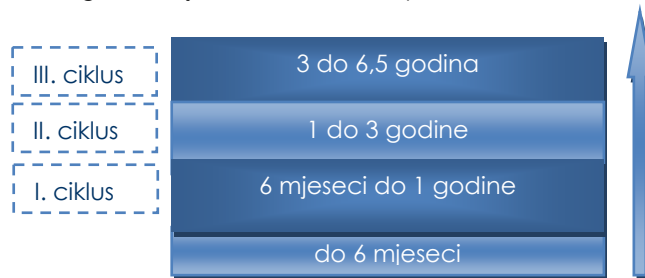 III. ciklus
3 do 6,5 godina
II. ciklus
1 do 3 godine
I. ciklus
6 mjeseci do 1 godine
do 6 mjeseci